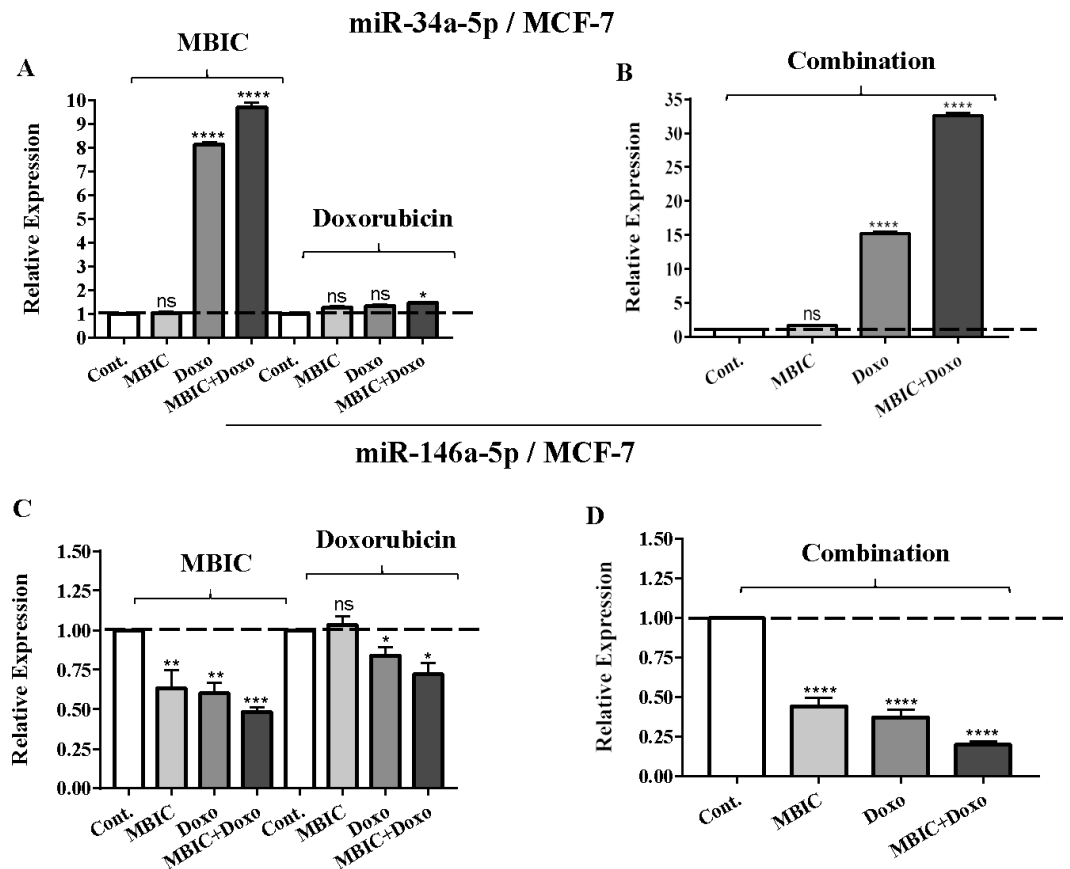 miR-34a-5p / MCF-7
A
MBIC
Relative Expression
10
9
8
7
6
5
4
3
2
1
0
ns
****
****
Doxorubicin
ns
ns
*
Cont.
MBIC
Doxo
MBIC+Doxo
Cont.
MBIC
Doxo
MBIC+Doxo
B
Combination
Relative Expression
35
30
25
20
15
10
5
0
ns
****
****
Cont.
MBIC
Doxo
MBIC+Doxo
miR-146a-5p / MCF-7
C
MBIC
Doxorubicin
Relative Expression
1.50
1.25
1.00
0.75
0.50
0.25
0.00
**
**
***
ns
*
*
Cont.
MBIC
Doxo
MBIC+Doxo
Cont.
MBIC
Doxo
MBIC+Doxo
D
Combination
Relative Expression
1.50
1.25
1.00
0.75
0.50
0.25
0.00
****
****
****
Cont.
MBIC
Doxo
MBIC+Doxo